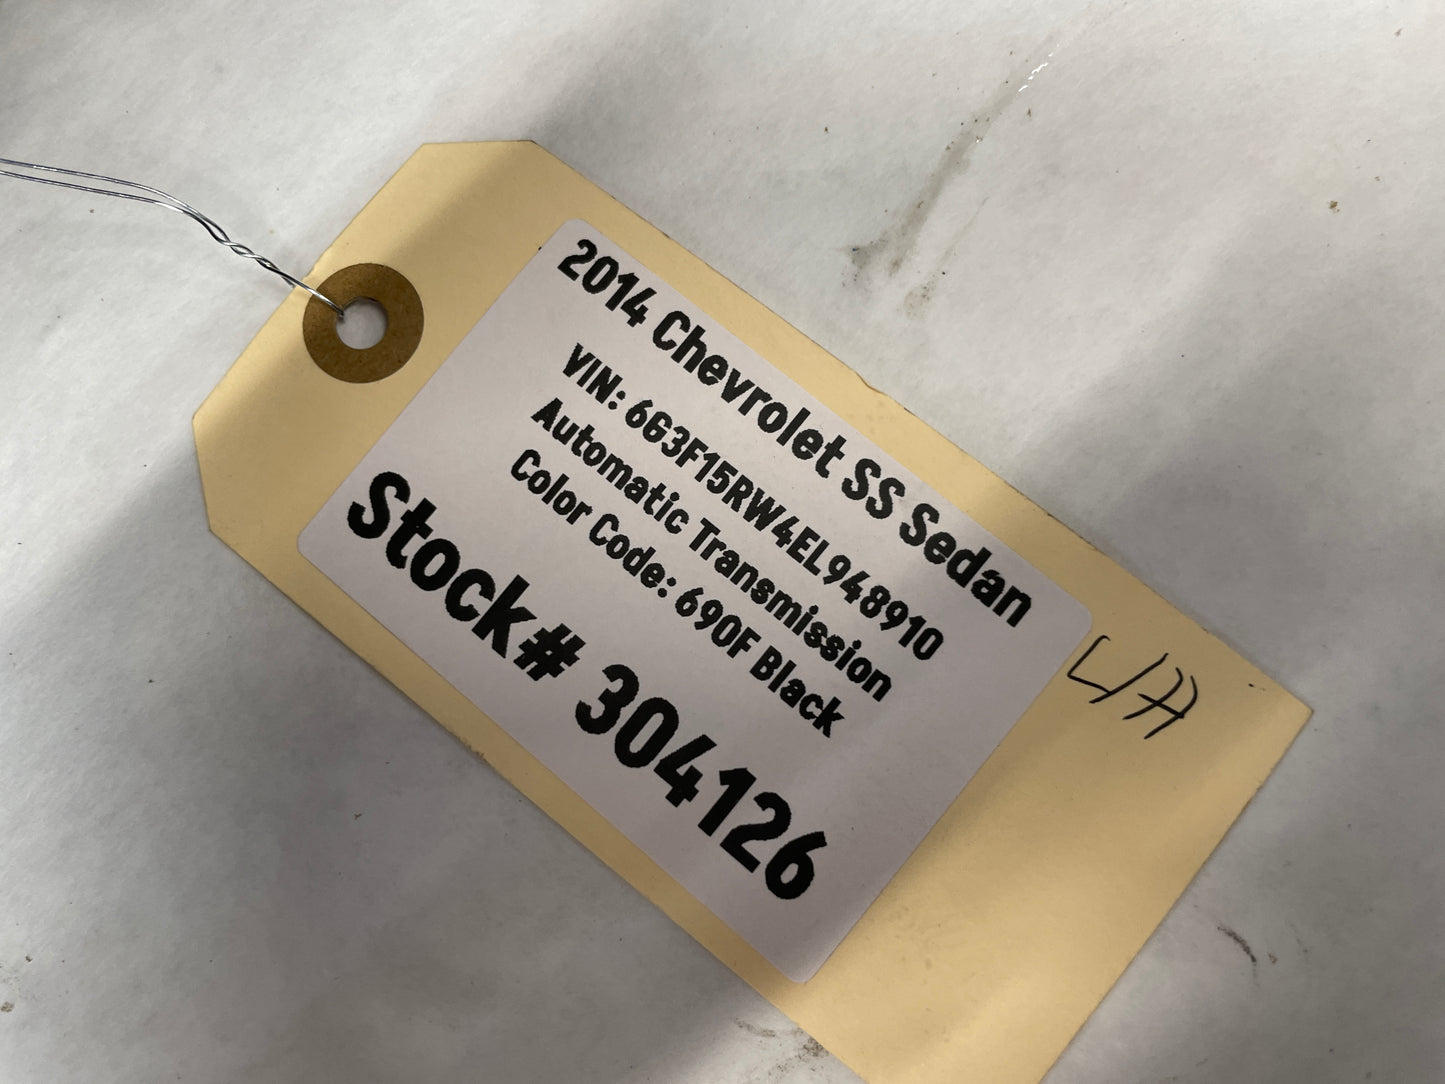 2014 Chevrolet SS Sedan
VIN: 6G3F15RW4EL948910
Automatic Transmission
Color Code: 690F Black
Stock# 304126
L/H